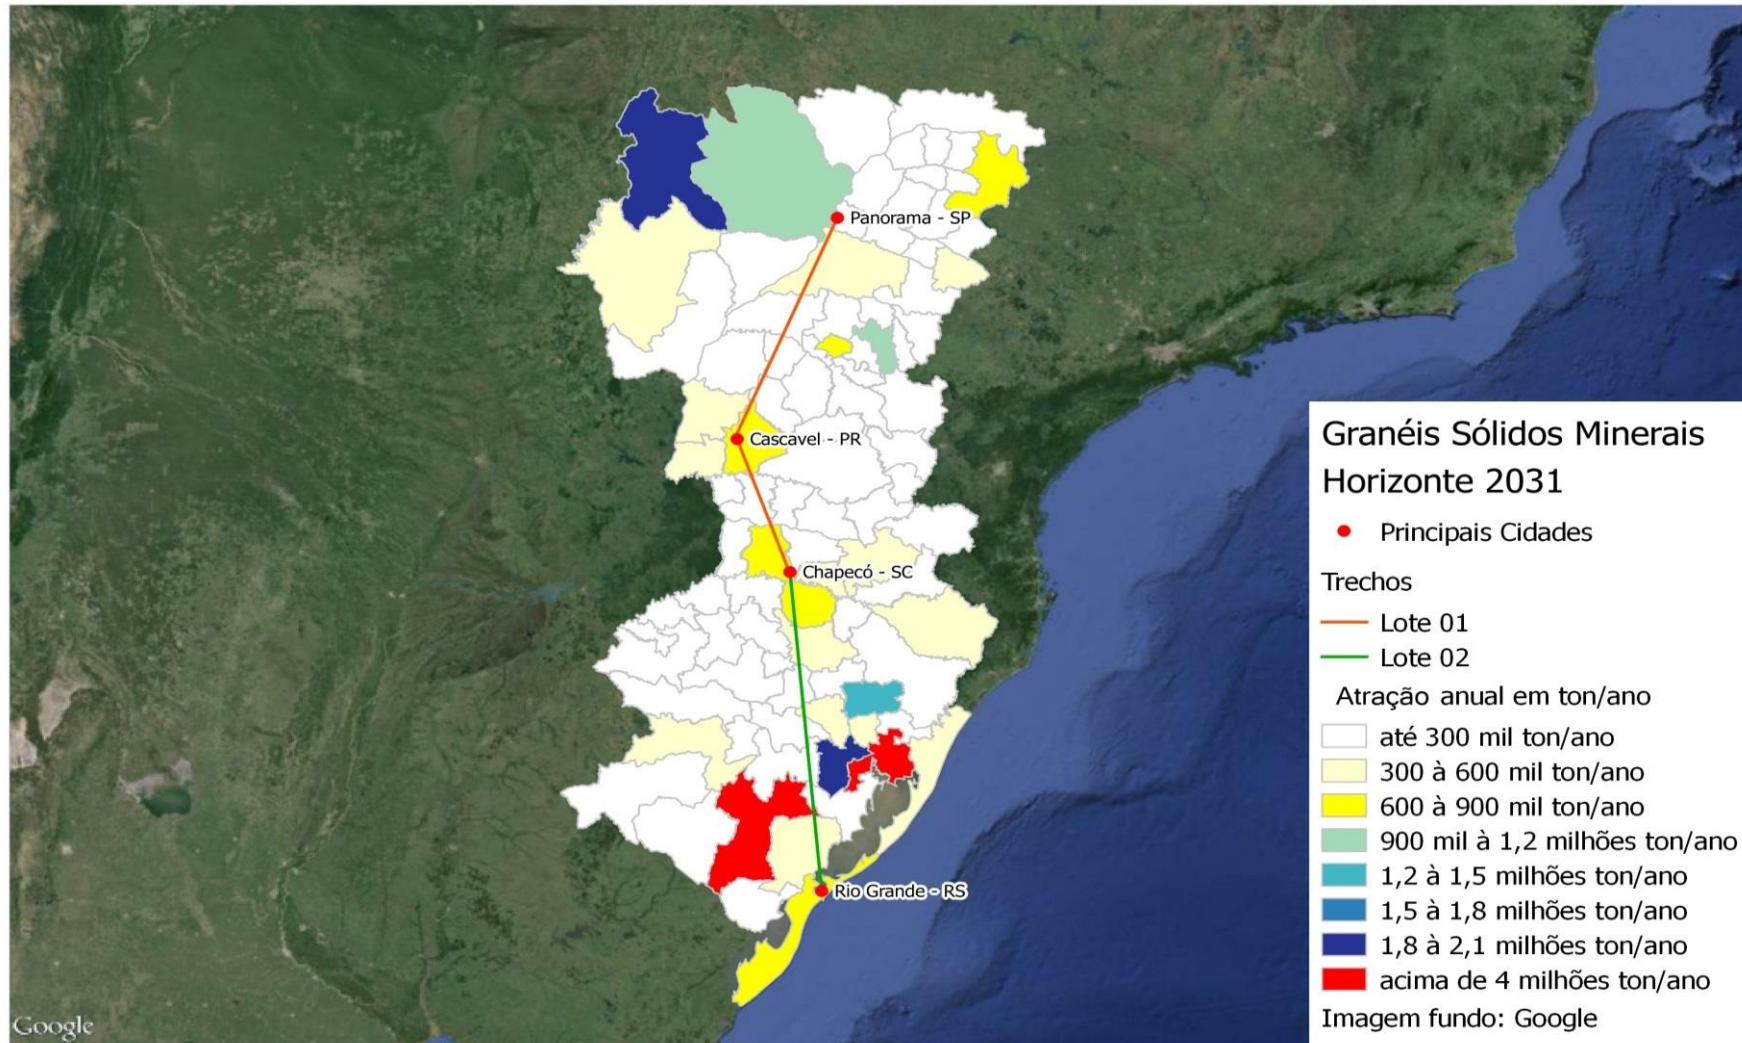 Panorama - SP
Cascavel - PR
Chapecó - SC
Rio Grande - RS
Granéis Sólidos Minerais
Horizonte 2031
Principais Cidades
Trechos
Lote 01
Lote 02
Atração anual em ton/ano
até 300 mil ton/ano
300 à 600 mil ton/ano
600 à 900 mil ton/ano
900 mil à 1,2 milhões ton/ano
1,2 à 1,5 milhões ton/ano
1,5 à 1,8 milhões ton/ano
1,8 à 2,1 milhões ton/ano
acima de 4 milhões ton/ano
Imagem fundo: Google
Google